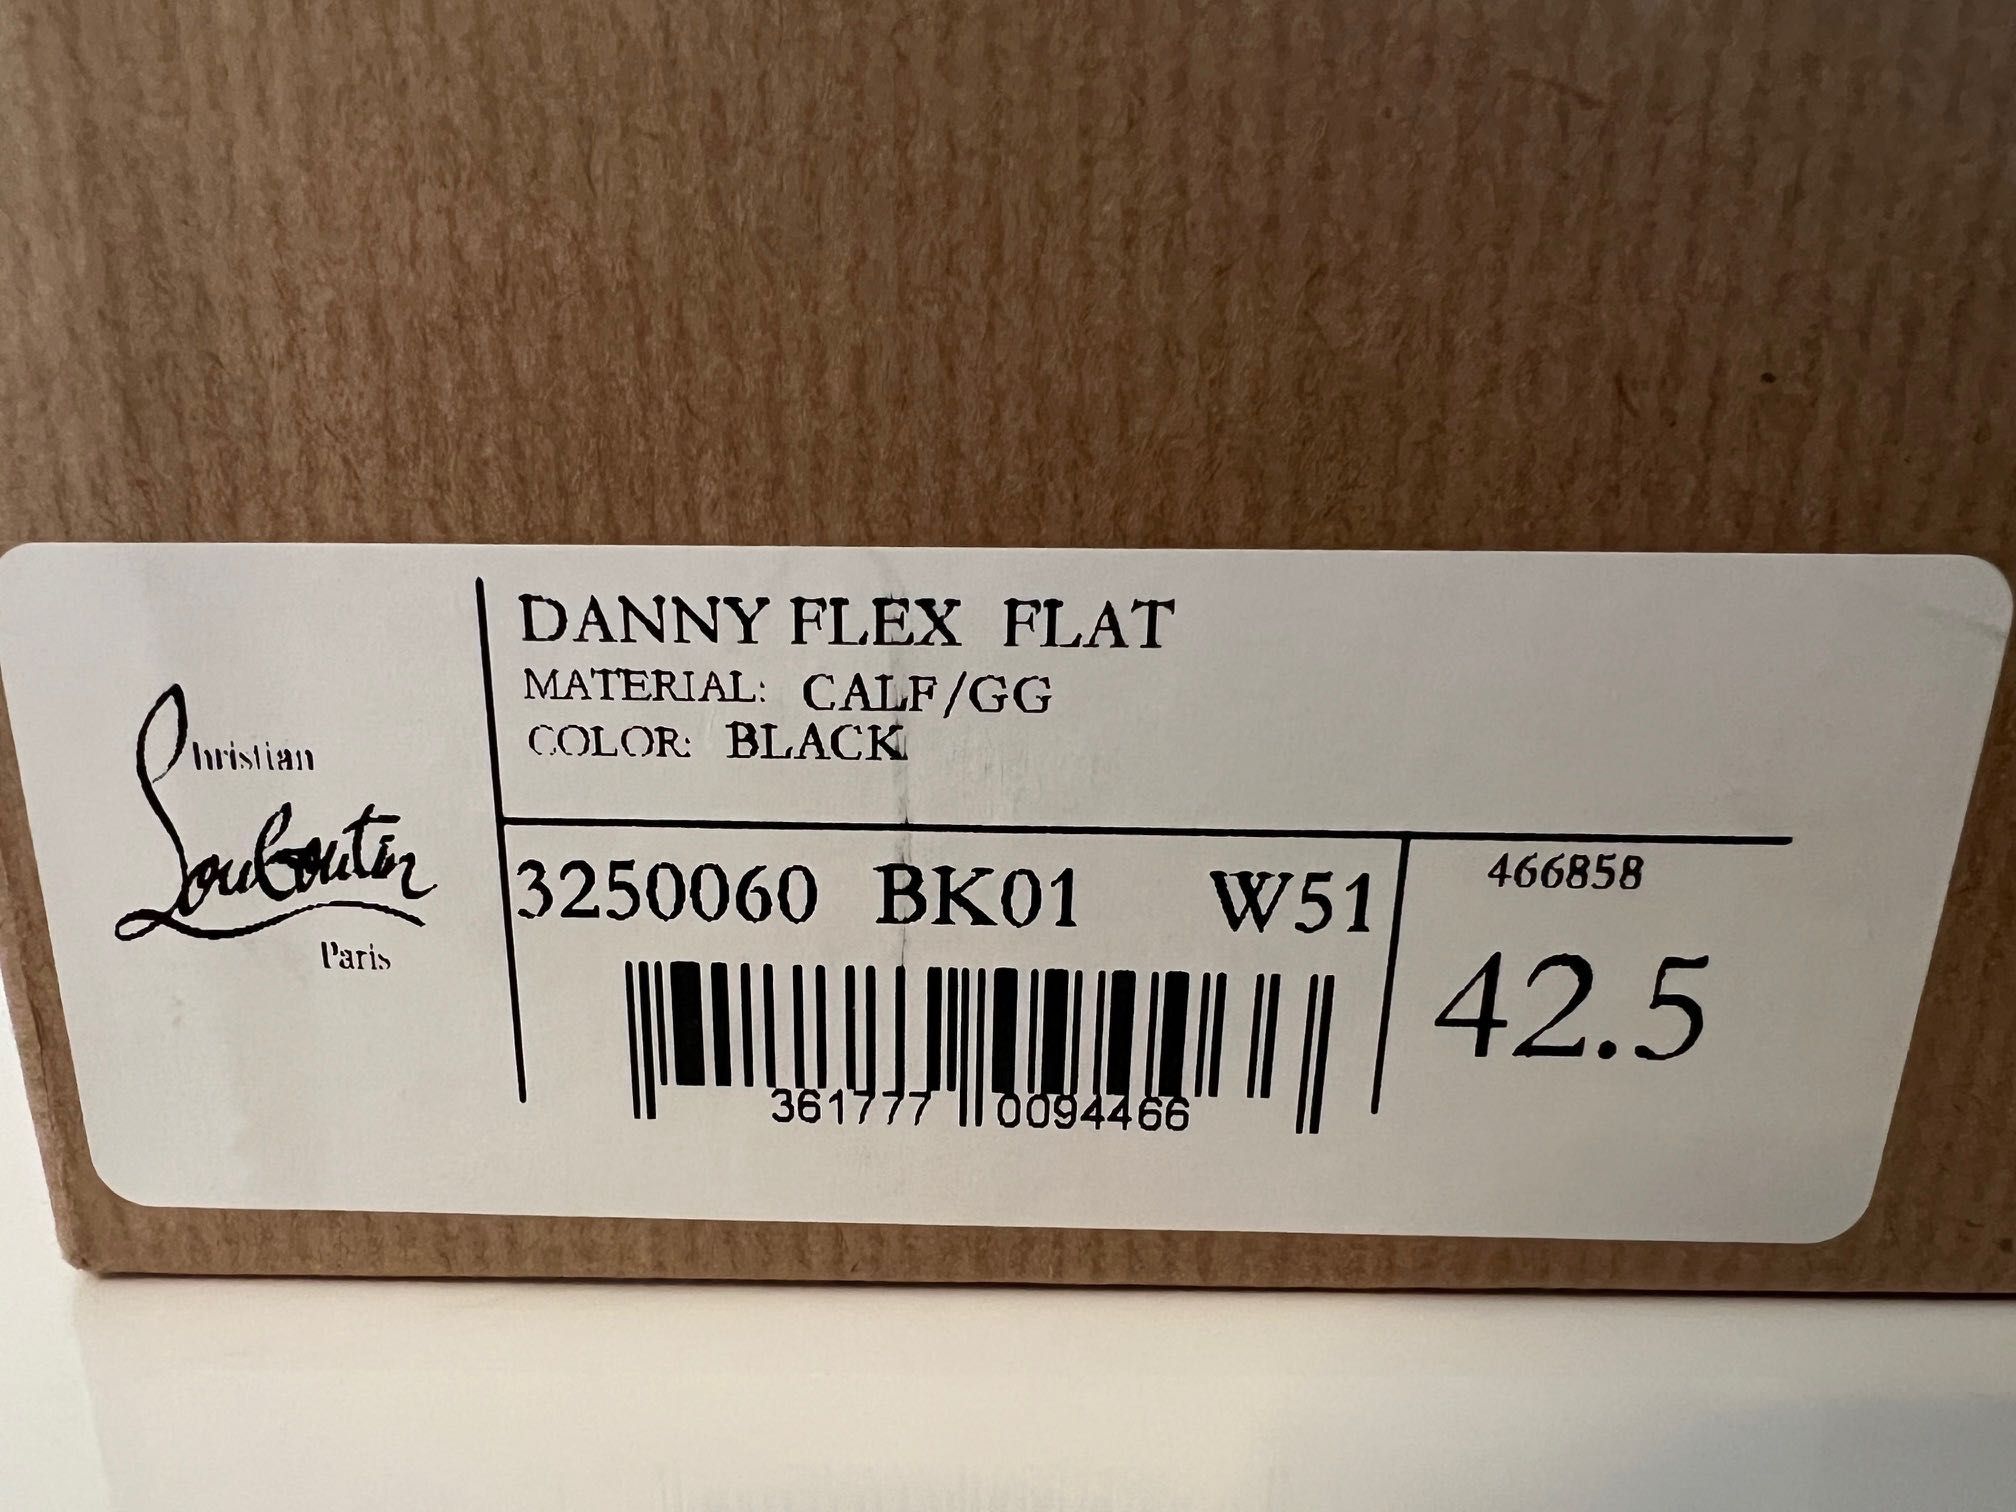 Christian
Louboutin
Paris
DANNY FLEX FLAT
MATERIAL: CALF/GG
COLOR: BLACK
3250060 BK01 W51
361777 0094466
466858
42.5